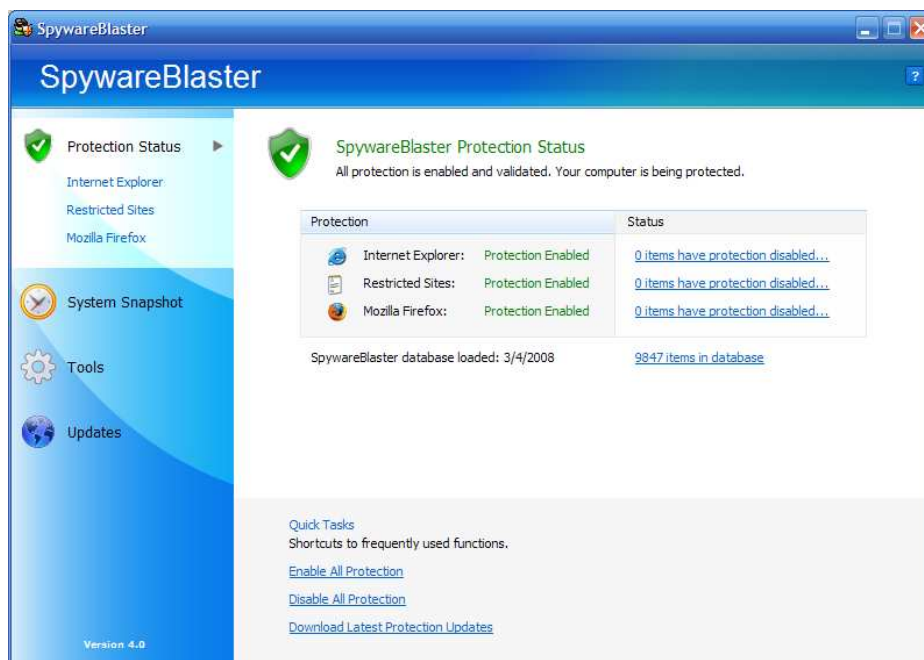 SpywareBlaster
SpywareBlaster
?
Protection Status
Internet Explorer
Restricted Sites
Mozilla Firefox
System Snapshot
Tools
Updates
Version 4.0
SpywareBlaster Protection Status
All protection is enabled and validated. Your computer is being protected.
Protection Status
Internet Explorer: Protection Enabled 0 items have protection disabled...
Restricted Sites: Protection Enabled 0 items have protection disabled...
Mozilla Firefox: Protection Enabled 0 items have protection disabled...
SpywareBlaster database loaded: 3/4/2008 9847 items in database
Quick Tasks
Shortcuts to frequently used functions.
Enable All Protection
Disable All Protection
Download Latest Protection Updates